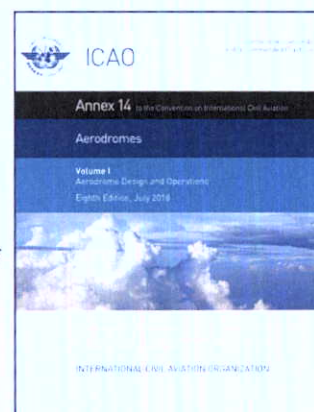 ICAO
Annex 14 to the Convention on International Civil Aviation
Aerodromes
Volume I
Aerodrome Design and Operations
Eighth Edition, July 2018
INTERNATIONAL CIVIL AVIATION ORGANIZATION